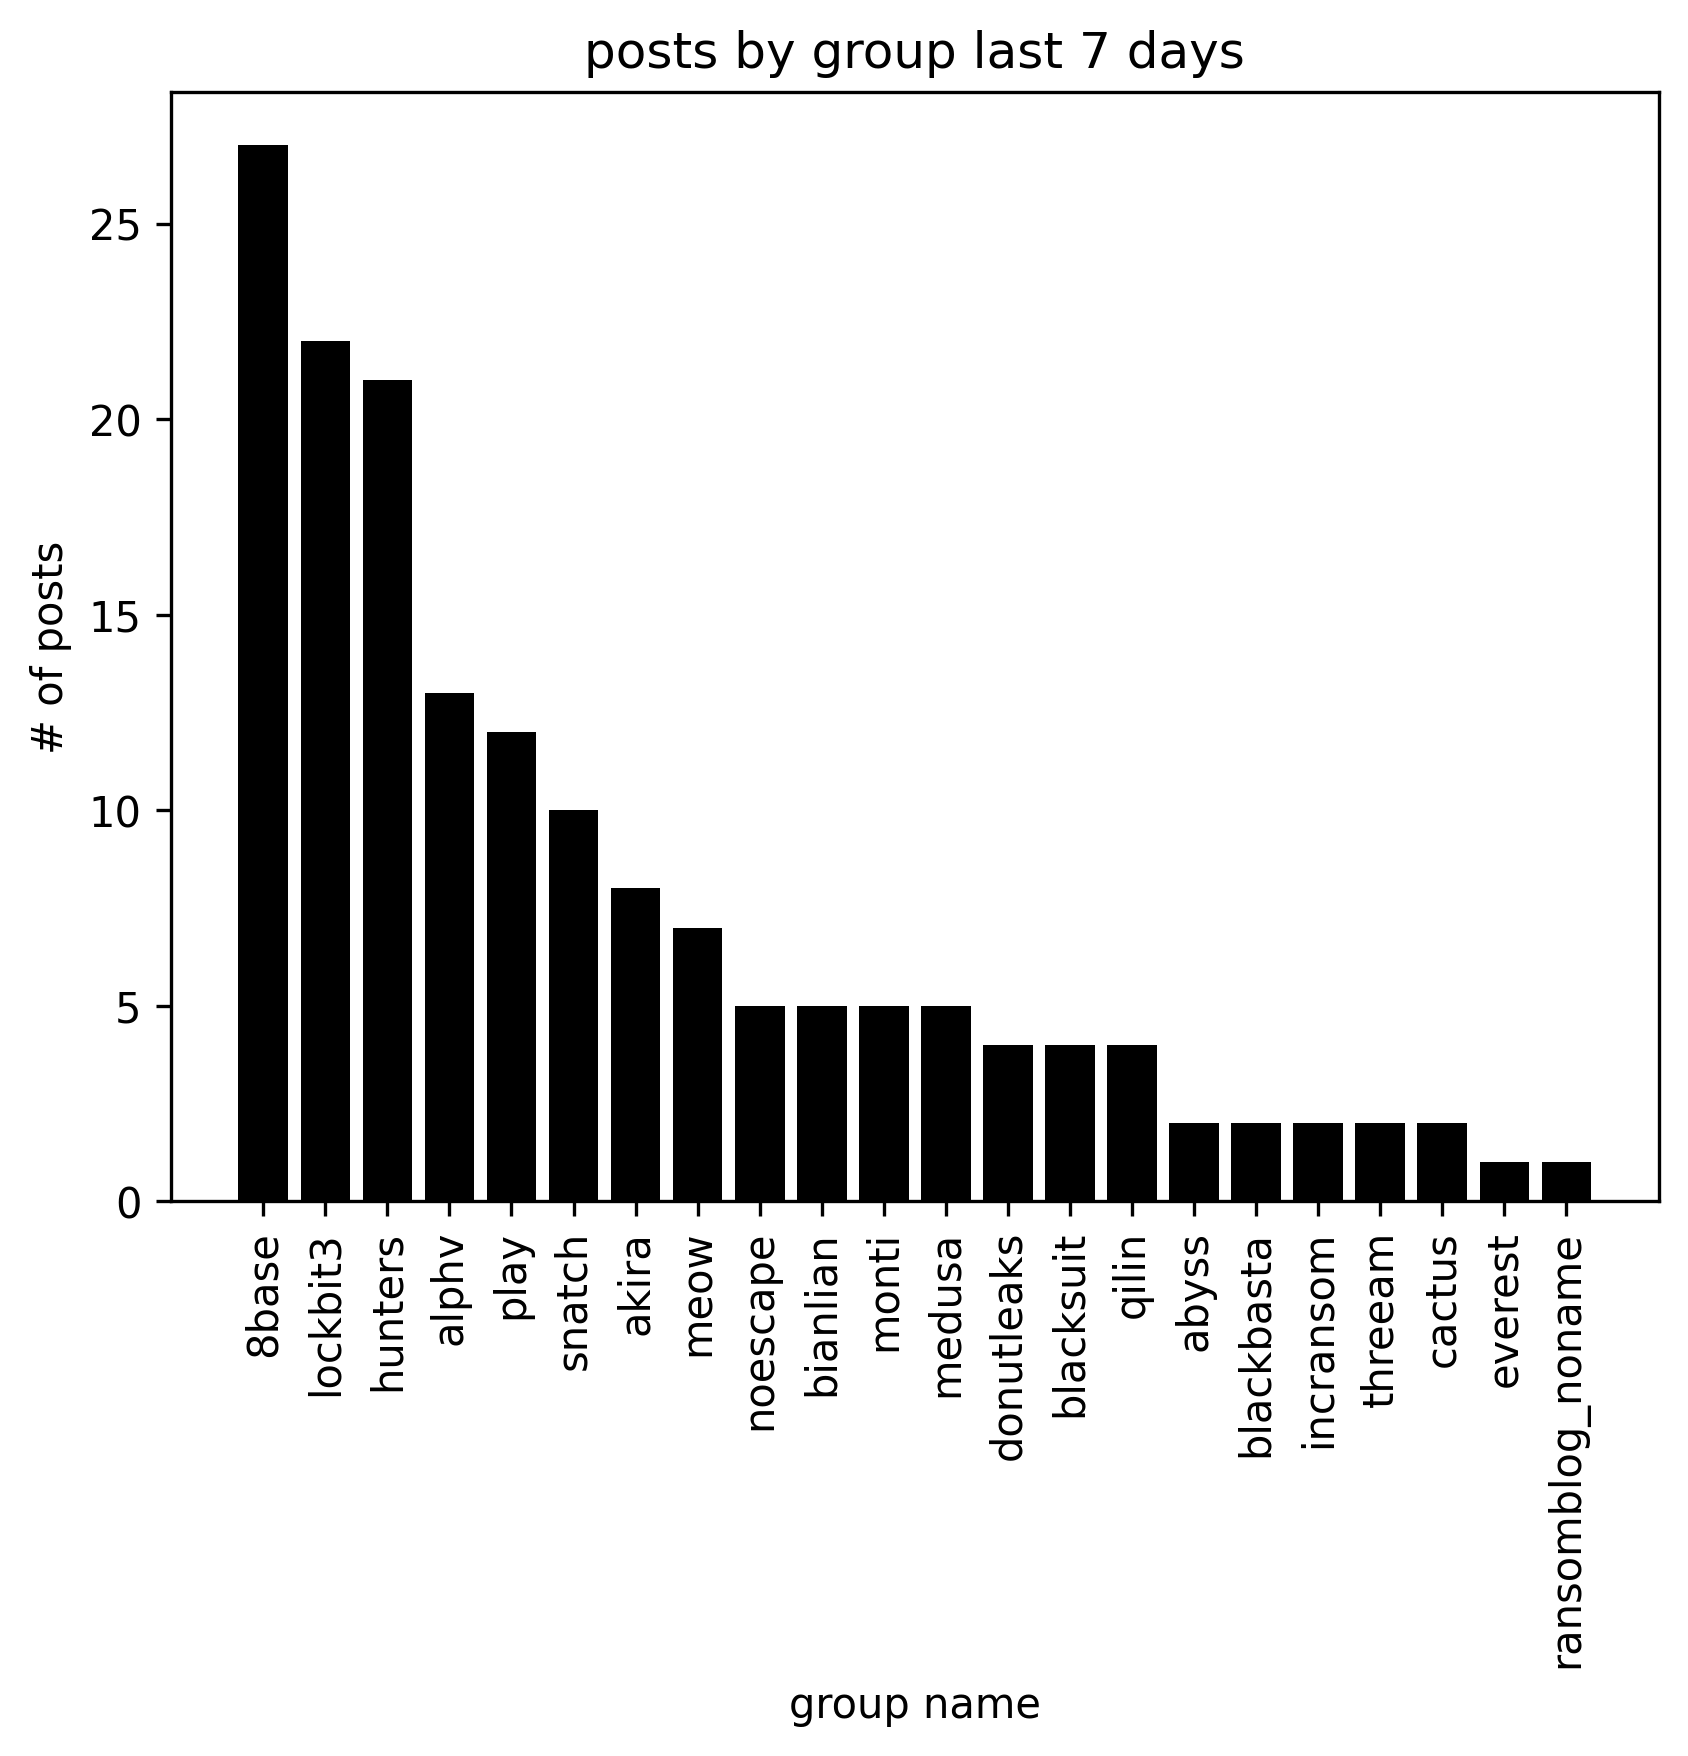 posts by group last 7 days
# of posts
25
20
15
10
5
0
8base
lockbit3
hunters
alphv
play
snatch
akira
meow
noescape
bianlian
monti
medusa
donutleaks
blacksuit
qilin
abyss
blackbasta
incransom
threeam
cactus
everest
ransomblog_noname
group name